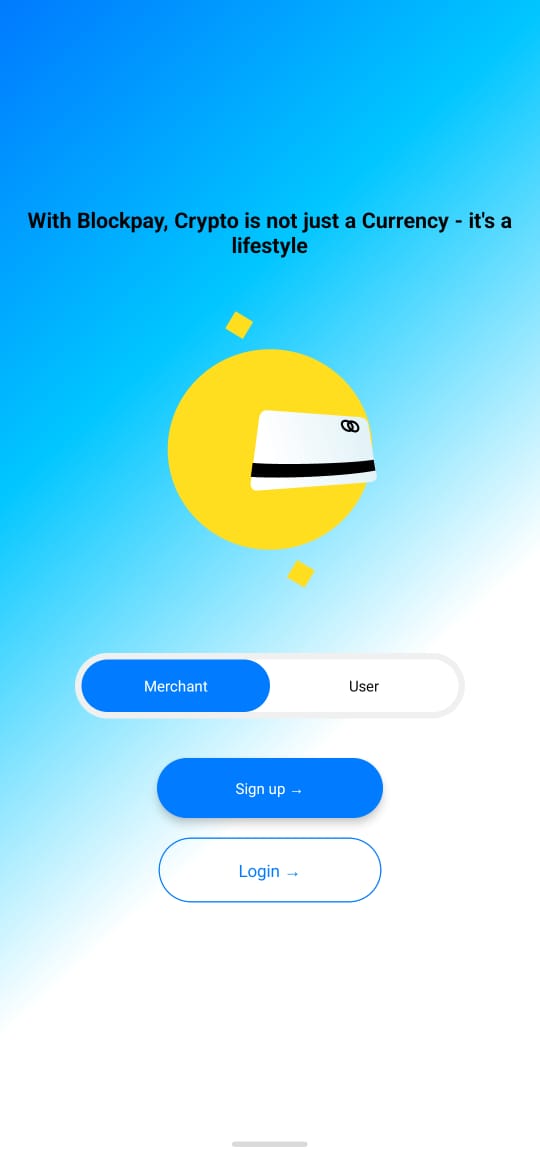 With Blockpay, Crypto is not just a Currency - it's a
lifestyle
Merchant
User
Sign up →
Login →